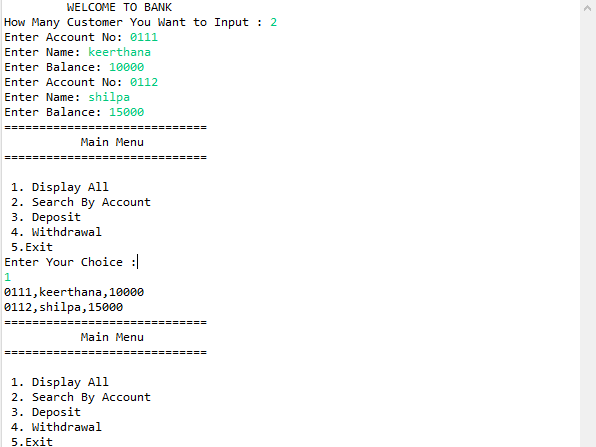 WELCOME TO BANK
How Many Customer You Want to Input : 2
Enter Account No: 0111
Enter Name: keerthana
Enter Balance: 10000
Enter Account No: 0112
Enter Name: shilpa
Enter Balance: 15000
=============================
Main Menu
=============================
1. Display All
2. Search By Account
3. Deposit
4. Withdrawal
5.Exit
Enter Your Choice :
1
0111,keerthana,10000
0112,shilpa,15000
=============================
Main Menu
=============================
1. Display All
2. Search By Account
3. Deposit
4. Withdrawal
5.Exit